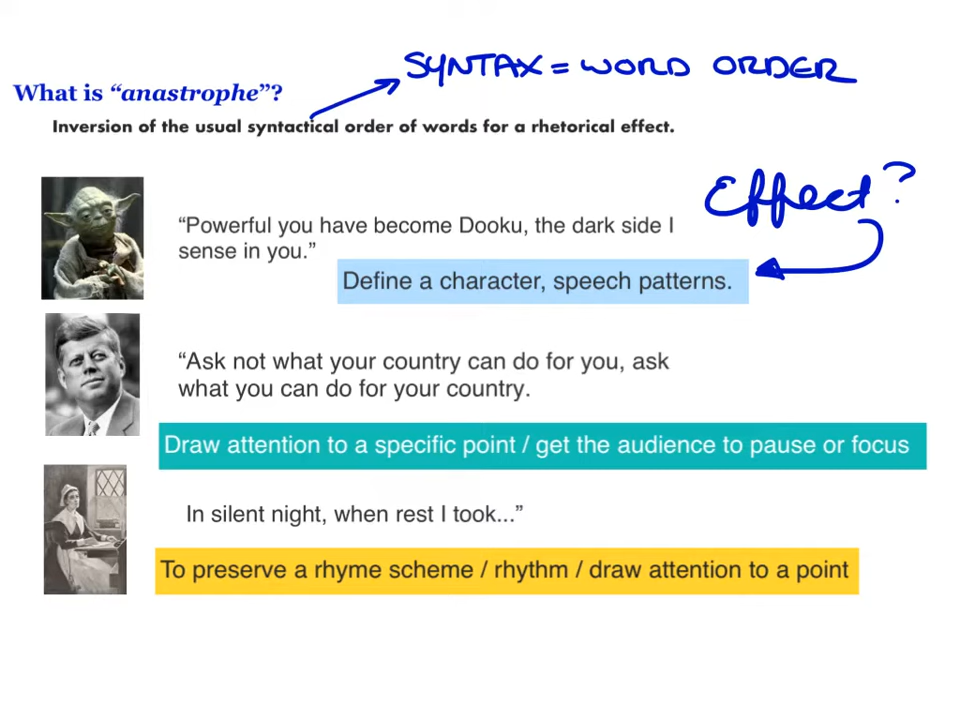 SYNTAX = WORD ORDER
What is “anastrophe”?
Inversion of the usual syntactical order of words for a rhetorical effect.
Effect?
“Powerful you have become Dooku, the dark side I
sense in you.”
Define a character, speech patterns.
“Ask not what your country can do for you, ask
what you can do for your country.
Draw attention to a specific point / get the audience to pause or focus
In silent night, when rest I took...”
To preserve a rhyme scheme / rhythm / draw attention to a point